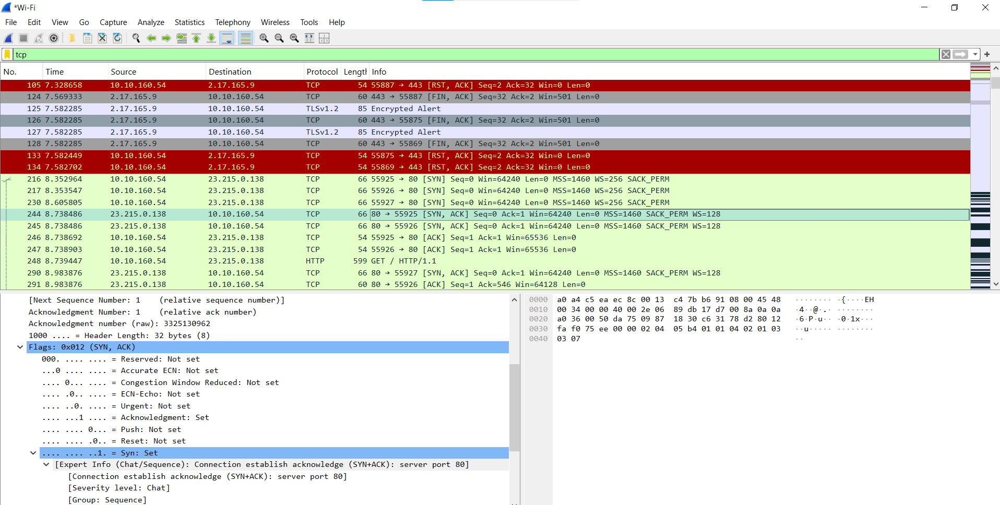 *Wi-Fi
File Edit View Go Capture Analyze Statistics Telephony Wireless Tools Help
tcp
No. Time Source Destination Protocol Length Info
105 7.328658 10.10.160.54 2.17.165.9 TCP 54 55887 → 443 [RST, ACK] Seq=2 Ack=32 Win=0 Len=0
124 7.569333 2.17.165.9 10.10.160.54 TCP 60 443 → 55887 [FIN, ACK] Seq=32 Ack=2 Win=501 Len=0
125 7.582285 2.17.165.9 10.10.160.54 TLSv1.2 85 Encrypted Alert
126 7.582285 2.17.165.9 10.10.160.54 TCP 60 443 → 55875 [FIN, ACK] Seq=32 Ack=2 Win=501 Len=0
127 7.582285 2.17.165.9 10.10.160.54 TLSv1.2 85 Encrypted Alert
128 7.582285 2.17.165.9 10.10.160.54 TCP 60 443 → 55869 [FIN, ACK] Seq=32 Ack=2 Win=501 Len=0
133 7.582449 10.10.160.54 2.17.165.9 TCP 54 55875 → 443 [RST, ACK] Seq=2 Ack=32 Win=0 Len=0
134 7.582702 10.10.160.54 2.17.165.9 TCP 54 55869 → 443 [RST, ACK] Seq=2 Ack=32 Win=0 Len=0
216 8.352964 10.10.160.54 23.215.0.138 TCP 66 55925 → 80 [SYN] Seq=0 Win=64240 Len=0 MSS=1460 WS=256 SACK_PERM
217 8.353547 10.10.160.54 23.215.0.138 TCP 66 55926 → 80 [SYN] Seq=0 Win=64240 Len=0 MSS=1460 WS=256 SACK_PERM
230 8.605805 10.10.160.54 23.215.0.138 TCP 66 55927 → 80 [SYN] Seq=0 Win=64240 Len=0 MSS=1460 WS=256 SACK_PERM
244 8.738486 23.215.0.138 10.10.160.54 TCP 66 80 → 55925 [SYN, ACK] Seq=0 Ack=1 Win=64240 Len=0 MSS=1460 SACK_PERM WS=128
245 8.738486 23.215.0.138 10.10.160.54 TCP 66 80 → 55926 [SYN, ACK] Seq=0 Ack=1 Win=64240 Len=0 MSS=1460 SACK_PERM WS=128
246 8.738692 10.10.160.54 23.215.0.138 TCP 54 55925 → 80 [ACK] Seq=1 Ack=1 Win=65536 Len=0
247 8.738903 10.10.160.54 23.215.0.138 TCP 54 55926 → 80 [ACK] Seq=1 Ack=1 Win=65536 Len=0
248 8.739447 10.10.160.54 23.215.0.138 HTTP 599 GET / HTTP/1.1
290 8.983876 23.215.0.138 10.10.160.54 TCP 66 80 → 55927 [SYN, ACK] Seq=0 Ack=1 Win=64240 Len=0 MSS=1460 SACK_PERM WS=128
291 8.983876 23.215.0.138 10.10.160.54 TCP 60 80 → 55926 [ACK] Seq=1 Ack=546 Win=64128 Len=0
[Next Sequence Number: 1    (relative sequence number)]
Acknowledgment Number: 1    (relative ack number)
Acknowledgment number (raw): 3325130962
1000 .... = Header Length: 32 bytes (8)
Flags: 0x012 (SYN, ACK)
000. .... .... = Reserved: Not set
...0 .... .... = Accurate ECN: Not set
.... 0... .... = Congestion Window Reduced: Not set
.... .0.. .... = ECN-Echo: Not set
.... ..0. .... = Urgent: Not set
.... ...1 .... = Acknowledgment: Set
.... .... 0... = Push: Not set
.... .... .0.. = Reset: Not set
.... .... ..1. = Syn: Set
[Expert Info (Chat/Sequence): Connection establish acknowledge (SYN+ACK): server port 80]
[Connection establish acknowledge (SYN+ACK): server port 80]
[Severity level: Chat]
[Group: Sequence]
0000 a0 a4 c5 ea ec 8c 00 13 c4 7b b6 91 08 00 45 48 ········ ·{····EH
0010 00 34 00 00 40 00 2e 06 89 db 17 d7 00 8a 0a 0a ·4··@·.· ········
0020 a0 36 00 50 da 75 09 87 18 30 c6 31 78 d2 80 12 ·6·P·u·· ·0·1x···
0030 fa f0 75 ee 00 00 02 04 05 b4 01 01 04 02 01 03 ··u····· ········
0040 03 07 ··